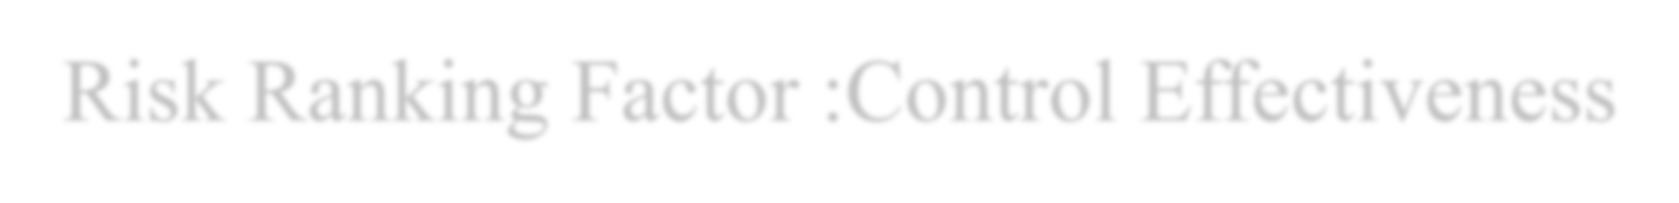 Risk Ranking Factor :Control Effectiveness